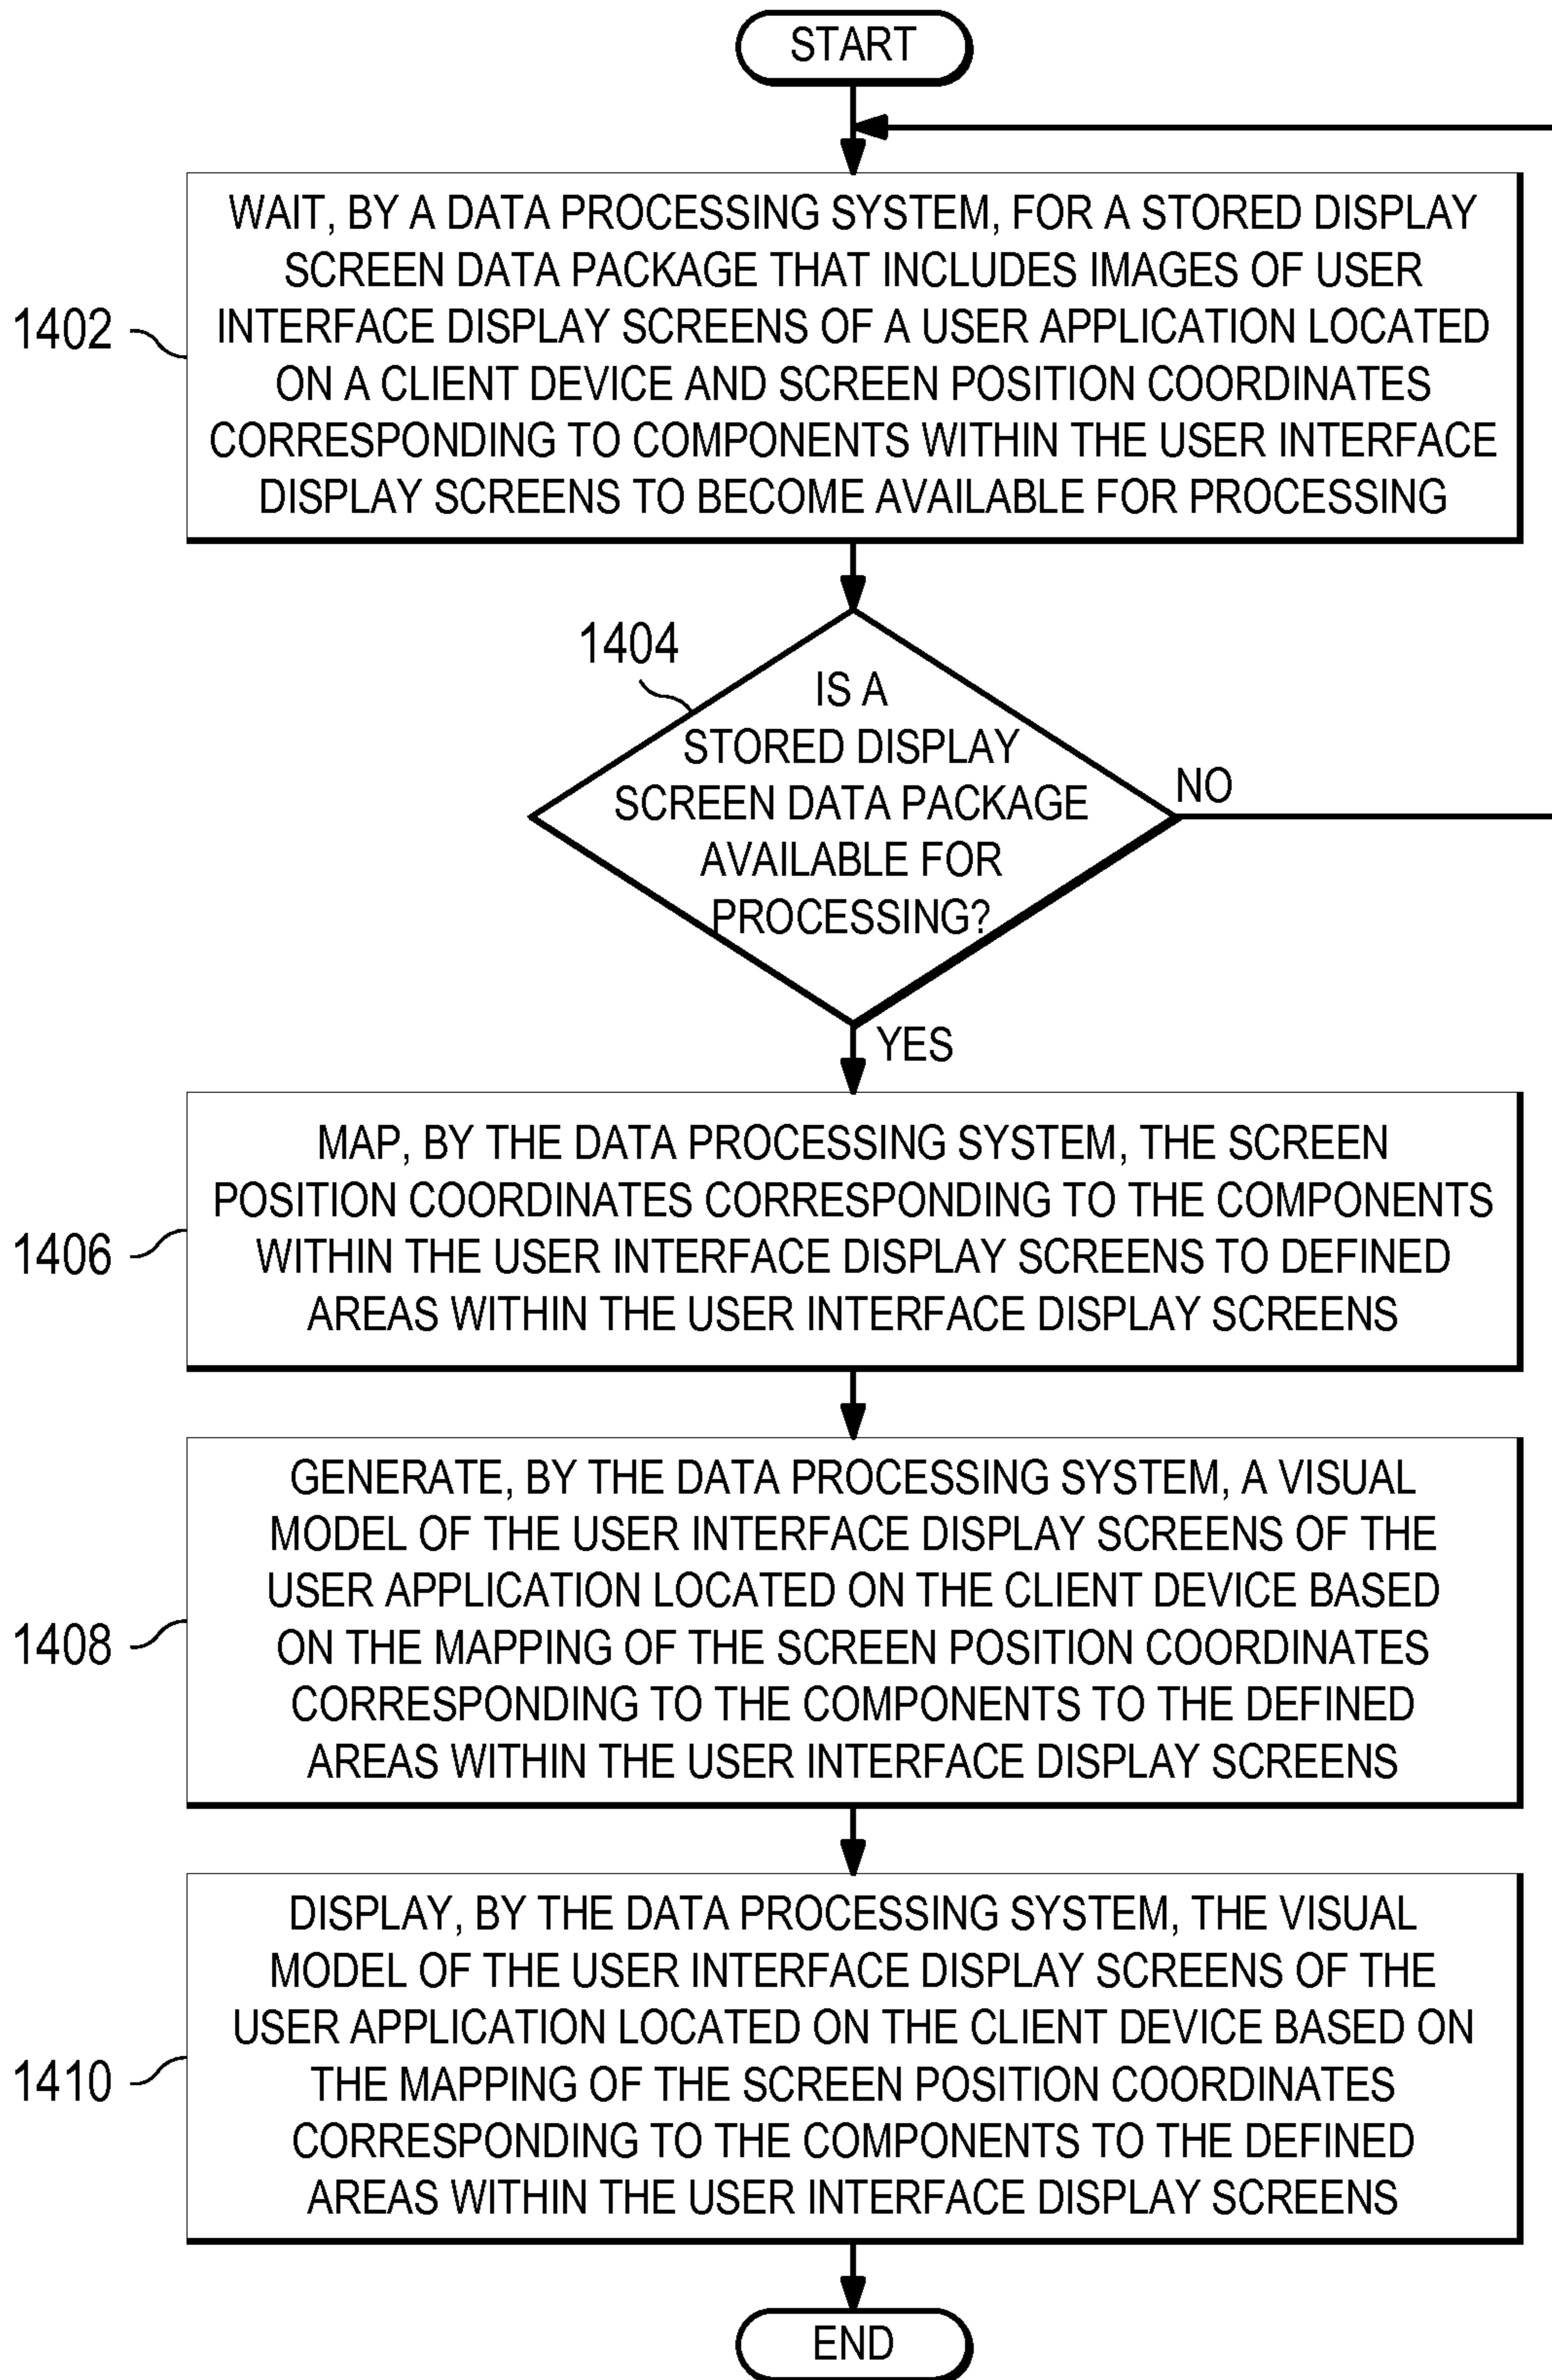 START
WAIT, BY A DATA PROCESSING SYSTEM, FOR A STORED DISPLAY
SCREEN DATA PACKAGE THAT INCLUDES IMAGES OF USER
INTERFACE DISPLAY SCREENS OF A USER APPLICATION LOCATED
ON A CLIENT DEVICE AND SCREEN POSITION COORDINATES
CORRESPONDING TO COMPONENTS WITHIN THE USER INTERFACE
DISPLAY SCREENS TO BECOME AVAILABLE FOR PROCESSING
1402
1404
IS A
STORED DISPLAY
SCREEN DATA PACKAGE
AVAILABLE FOR
PROCESSING?
NO
YES
MAP, BY THE DATA PROCESSING SYSTEM, THE SCREEN
POSITION COORDINATES CORRESPONDING TO THE COMPONENTS
WITHIN THE USER INTERFACE DISPLAY SCREENS TO DEFINED
AREAS WITHIN THE USER INTERFACE DISPLAY SCREENS
1406
GENERATE, BY THE DATA PROCESSING SYSTEM, A VISUAL
MODEL OF THE USER INTERFACE DISPLAY SCREENS OF THE
USER APPLICATION LOCATED ON THE CLIENT DEVICE BASED
ON THE MAPPING OF THE SCREEN POSITION COORDINATES
CORRESPONDING TO THE COMPONENTS TO THE DEFINED
AREAS WITHIN THE USER INTERFACE DISPLAY SCREENS
1408
DISPLAY, BY THE DATA PROCESSING SYSTEM, THE VISUAL
MODEL OF THE USER INTERFACE DISPLAY SCREENS OF THE
USER APPLICATION LOCATED ON THE CLIENT DEVICE BASED ON
THE MAPPING OF THE SCREEN POSITION COORDINATES
CORRESPONDING TO THE COMPONENTS TO THE DEFINED
AREAS WITHIN THE USER INTERFACE DISPLAY SCREENS
1410
END